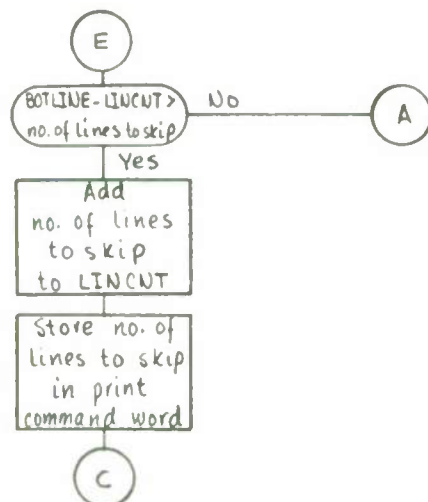 E
BOTLINE-LINCNT >
no. of lines to skip
No
A
Yes
Add
no. of lines
to skip
to LINCNT
Store no. of
lines to skip
in print
command word
C